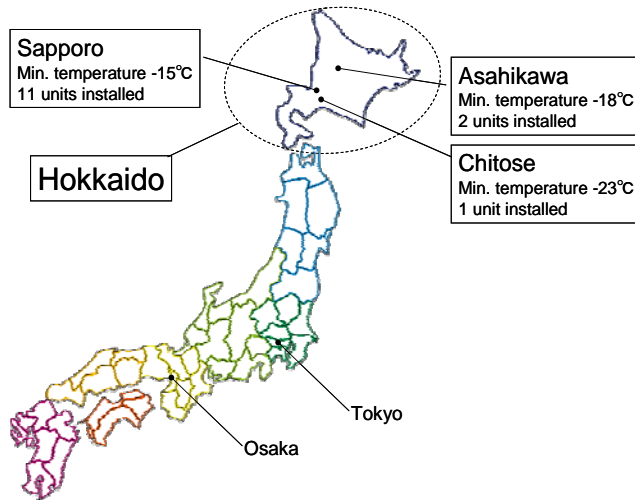 Sapporo
Min. temperature -15℃
11 units installed
Asahikawa
Min. temperature -18℃
2 units installed
Chitose
Min. temperature -23℃
1 unit installed
Hokkaido
Tokyo
Osaka